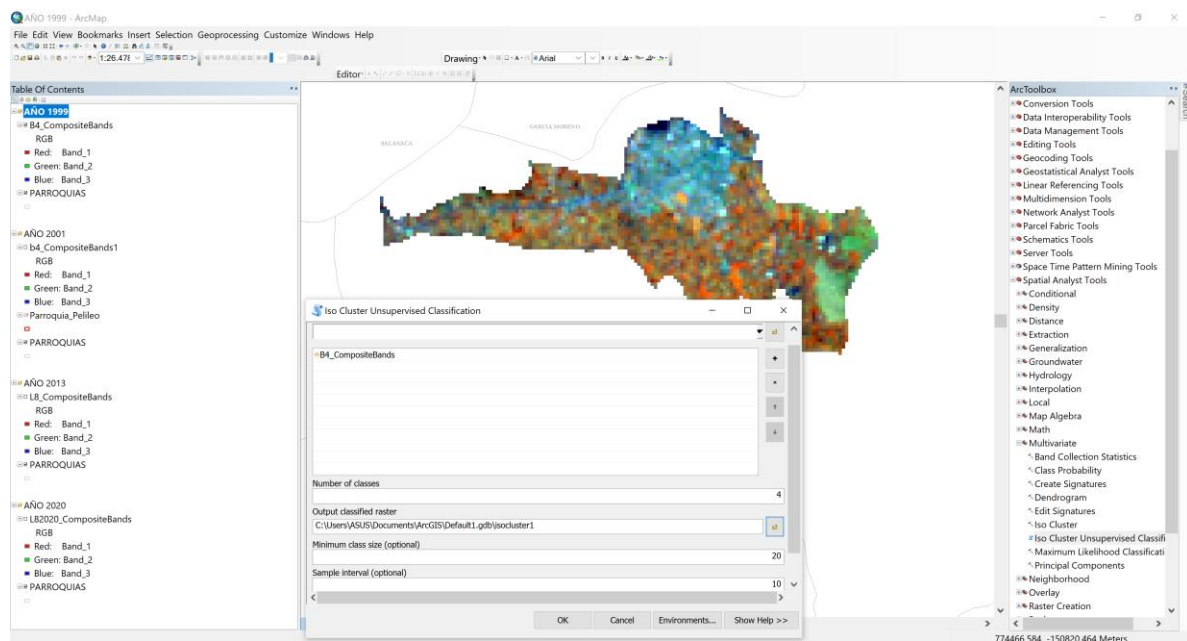 AÑO 1999 - ArcMap
File Edit View Bookmarks Insert Selection Geoprocessing Customize Windows Help
1:26.478
Drawing
Arial
Editor
Table Of Contents
AÑO 1999
B4_CompositeBands
RGB
Red: Band_1
Green: Band_2
Blue: Band_3
PARROQUIAS
AÑO 2001
b4_CompositeBands1
RGB
Red: Band_1
Green: Band_2
Blue: Band_3
Parroquia_Pelileo
PARROQUIAS
AÑO 2013
L8_CompositeBands
RGB
Red: Band_1
Green: Band_2
Blue: Band_3
PARROQUIAS
AÑO 2020
L82020_CompositeBands
RGB
Red: Band_1
Green: Band_2
Blue: Band_3
PARROQUIAS
GARCIA MORENO
SALASACA
Iso Cluster Unsupervised Classification
B4_CompositeBands
Number of classes
4
Output classified raster
C:\Users\ASUS\Documents\ArcGIS\Default1.gdb\isocluster1
Minimum class size (optional)
20
Sample interval (optional)
10
OK Cancel Environments... Show Help >>
ArcToolbox
Conversion Tools
Data Interoperability Tools
Data Management Tools
Editing Tools
Geocoding Tools
Geostatistical Analyst Tools
Linear Referencing Tools
Multidimension Tools
Network Analyst Tools
Parcel Fabric Tools
Schematics Tools
Server Tools
Space Time Pattern Mining Tools
Spatial Analyst Tools
Conditional
Density
Distance
Extraction
Generalization
Groundwater
Hydrology
Interpolation
Local
Map Algebra
Math
Multivariate
Band Collection Statistics
Class Probability
Create Signatures
Dendrogram
Edit Signatures
Iso Cluster
Iso Cluster Unsupervised Classifi
Maximum Likelihood Classificati
Principal Components
Neighborhood
Overlay
Raster Creation
Search
774466,584 -150820,464 Meters